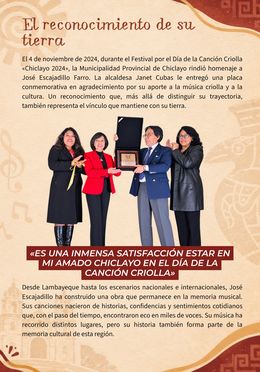 El reconocimiento de su
tierra
El 4 de noviembre de 2024, durante el Festival por el Día de la Canción Criolla
«Chiclayo 2024», la Municipalidad Provincial de Chiclayo rindió homenaje a
José Escajadillo Farro. La alcaldesa Janet Cubas le entregó una placa
conmemorativa en agradecimiento por su aporte a la música criolla y a la
cultura. Un reconocimiento que, más allá de distinguir su trayectoria,
también representa el vínculo que mantiene con su tierra.
«ES UNA INMENSA SATISFACCIÓN ESTAR EN
MI AMADO CHICLAYO EN EL DÍA DE LA
CANCIÓN CRIOLLA»
Desde Lambayeque hasta los escenarios nacionales e internacionales, José
Escajadillo ha construido una obra que permanece en la memoria musical.
Sus canciones nacieron de historias, confidencias y sentimientos cotidianos
que, con el paso del tiempo, encontraron eco en miles de voces. Su música ha
recorrido distintos lugares, pero su historia también forma parte de la
memoria cultural de esta región.